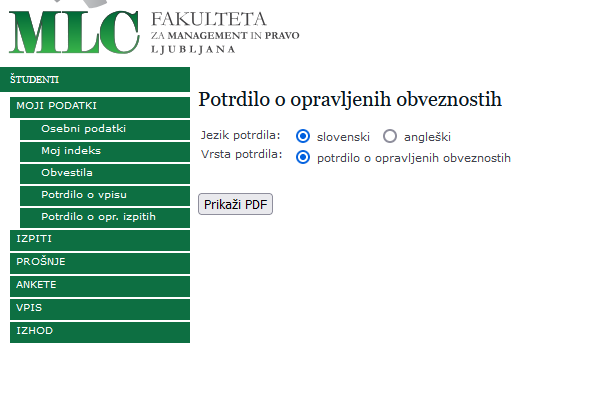 MLC
FAKULTETA
ZA MANAGEMENT IN PRAVO
LJUBLJANA
ŠTUDENTI
MOJI PODATKI
Osebni podatki
Moj indeks
Obvestila
Potrdilo o vpisu
Potrdilo o opr. izpitih
IZPITI
PROŠNJE
ANKETE
VPIS
IZHOD
Potrdilo o opravljenih obveznostih
Jezik potrdila: slovenski angleški
Vrsta potrdila: potrdilo o opravljenih obveznostih
Prikaži PDF